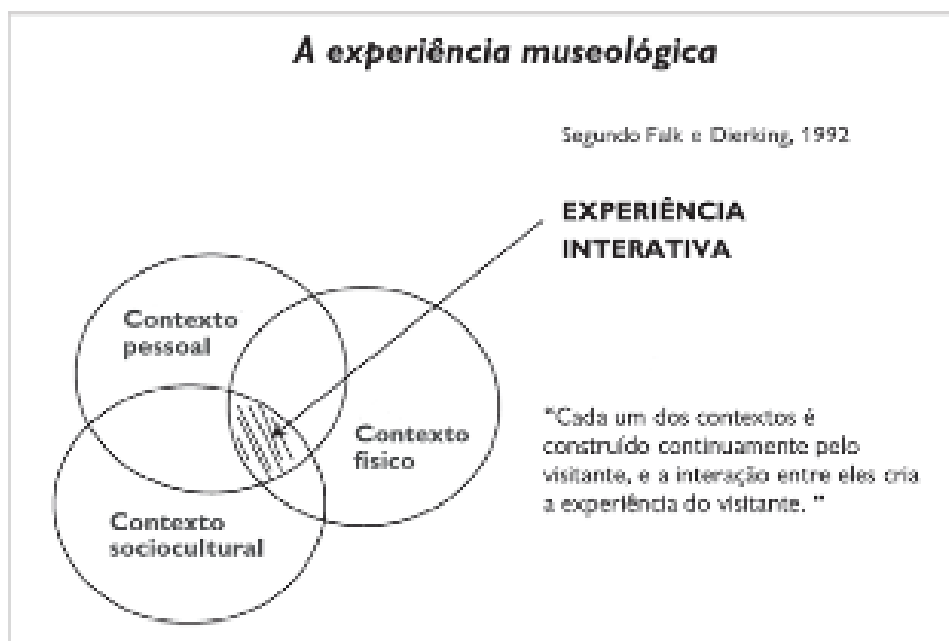 A experiência museológica
Segundo Falk e Dierking, 1992
EXPERIÊNCIA
INTERATIVA
Contexto
pessoal
Contexto
físico
Contexto
sociocultural
"Cada um dos contextos é
construído continuamente pelo
visitante, e a interação entre eles cria
a experiência do visitante. "